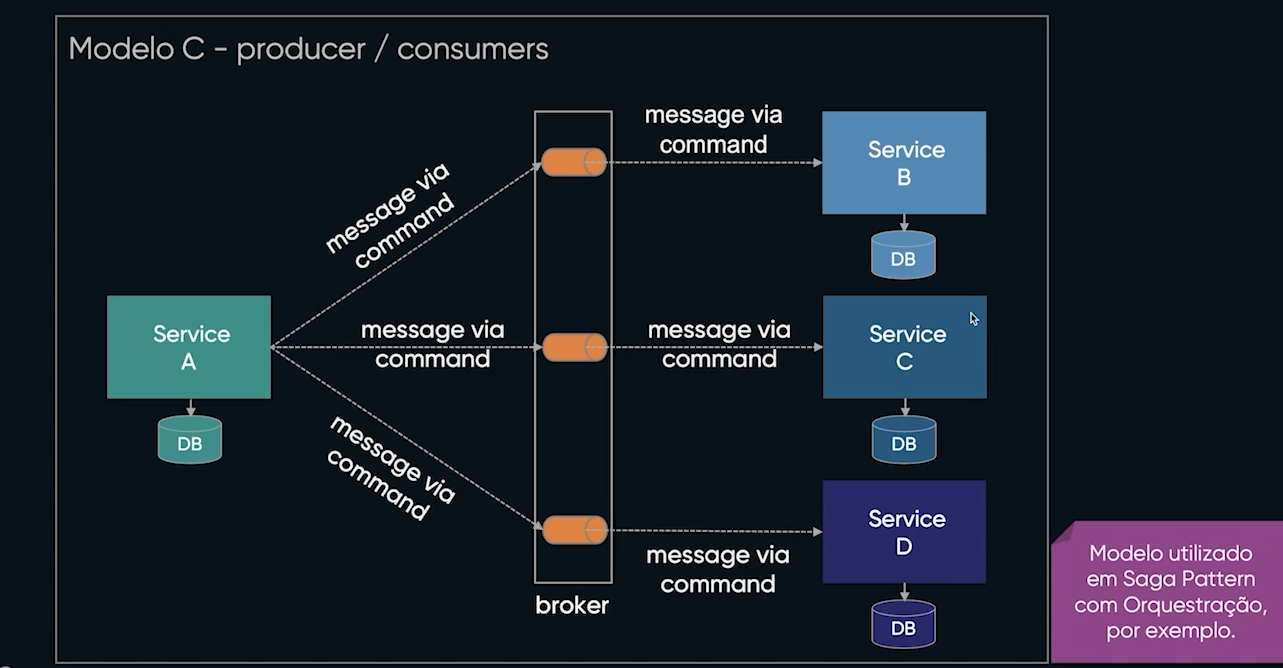 Modelo C - producer / consumers
message via
command
message via
command
Service
B
DB
Service
A
DB
message via
command
message via
command
Service
C
DB
message via
command
message via
command
Service
D
DB
broker
Modelo utilizado
em Saga Pattern
com Orquestração,
por exemplo.